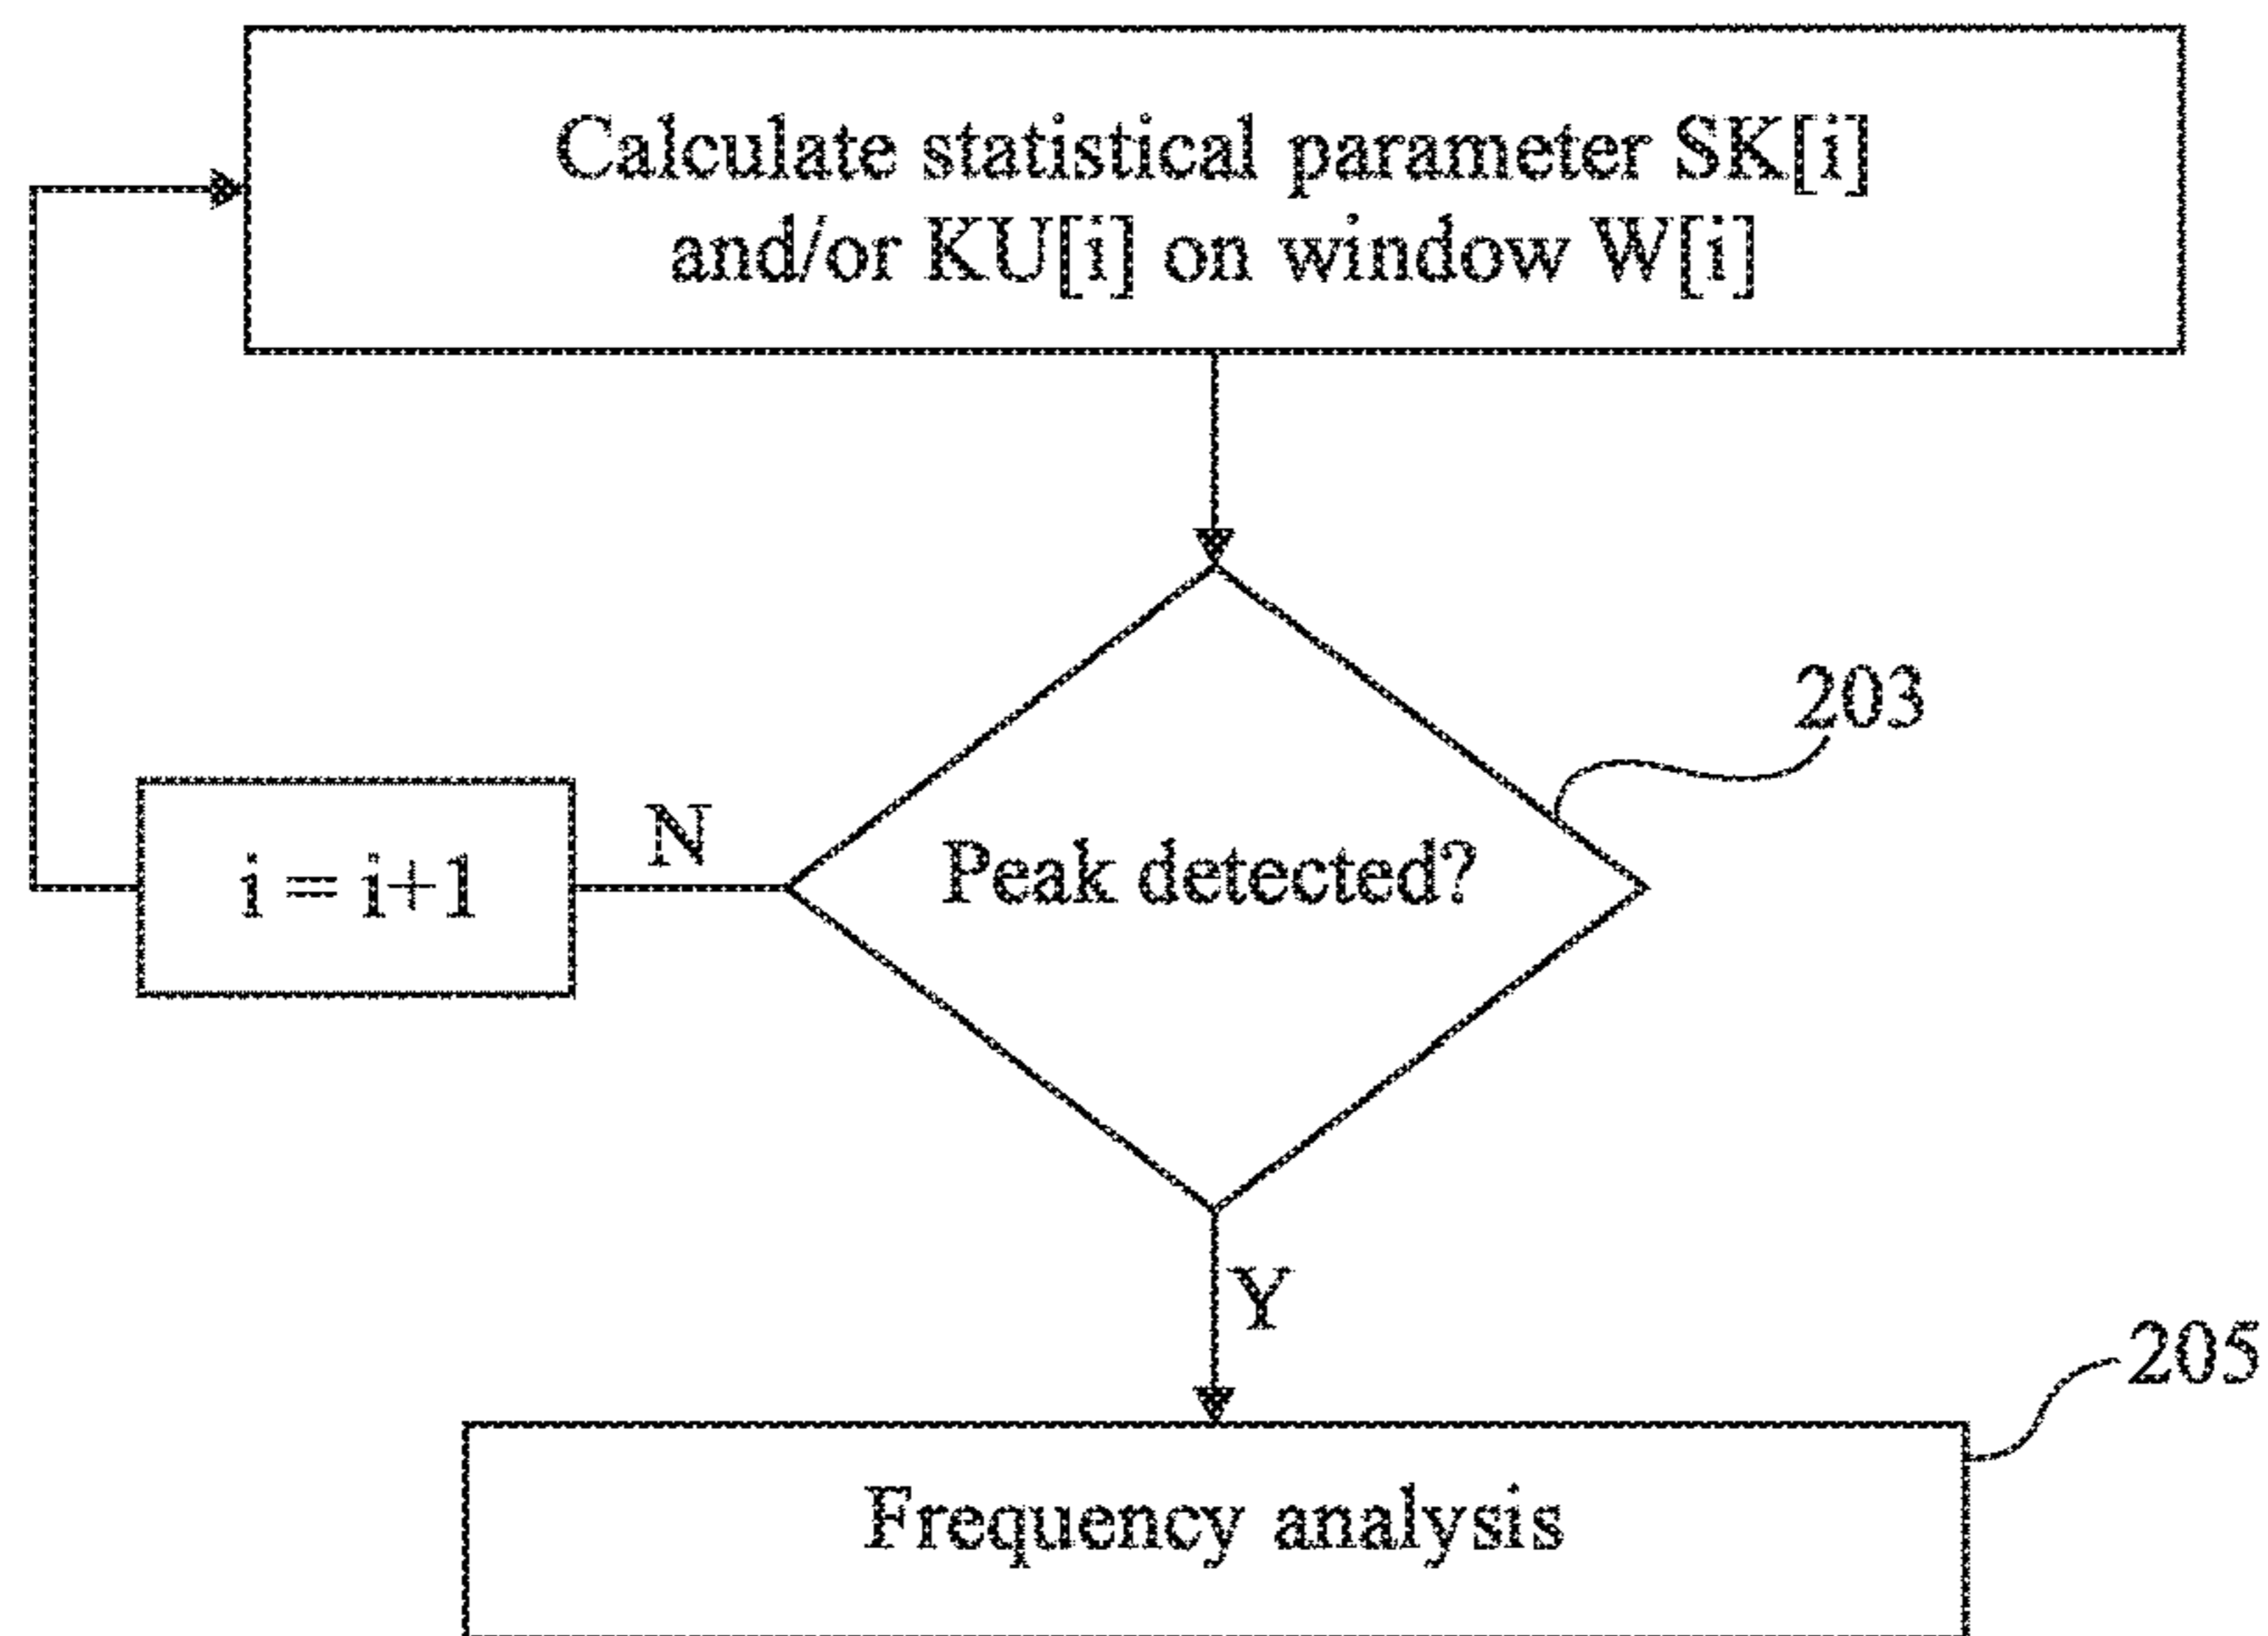 Calculate statistical parameter SK[i]
and/or KU[i] on window W[i]
203
N
Peak detected?
i = i+1
Y
205
Frequency analysis